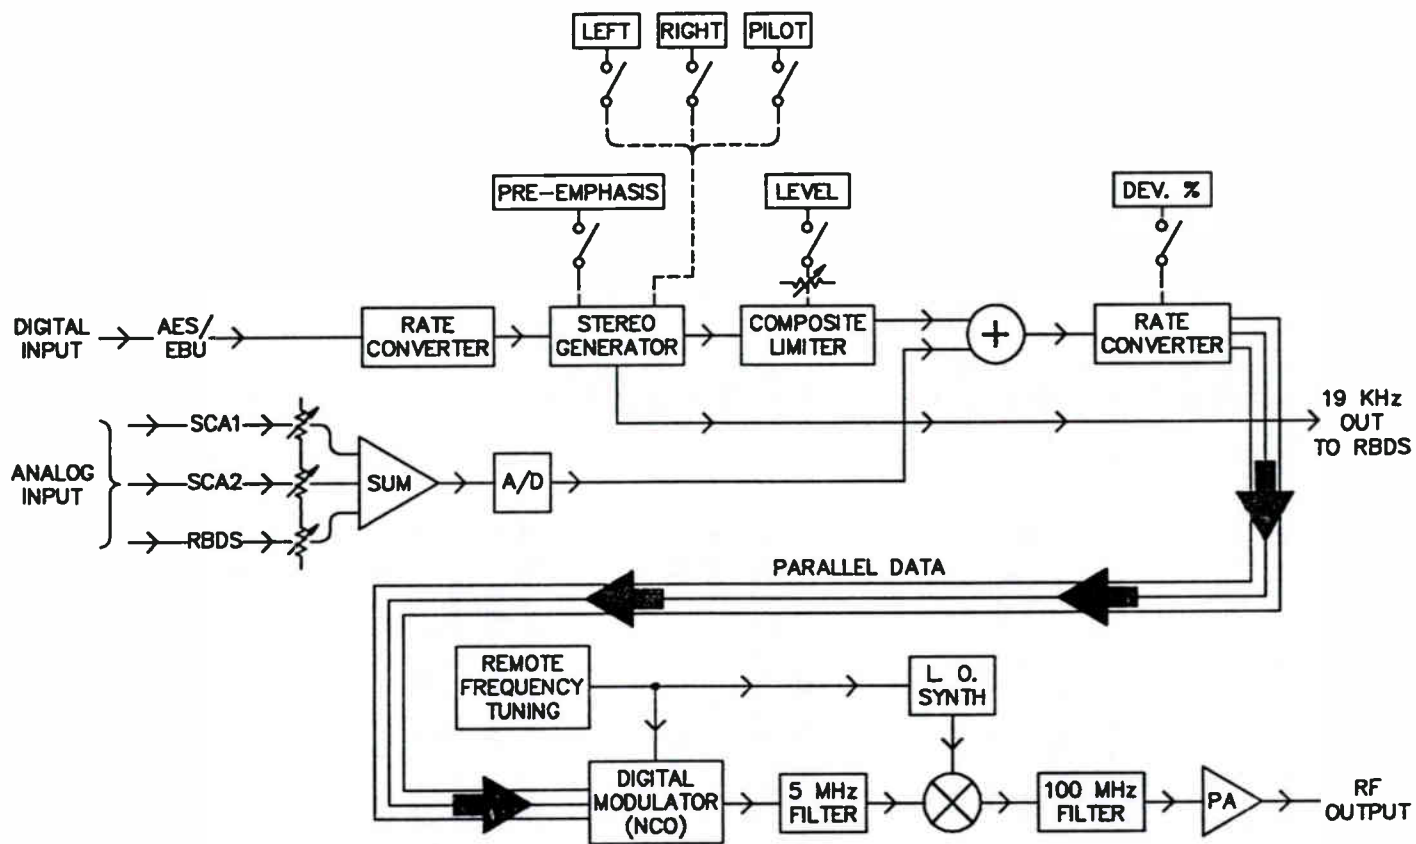 LEFT
RIGHT
PILOT
PRE-EMPHASIS
LEVEL
DEV. %
DIGITAL
INPUT
AES/
EBU
RATE
CONVERTER
STEREO
GENERATOR
COMPOSITE
LIMITER
+
RATE
CONVERTER
19 KHz
OUT
TO RBDS
ANALOG
INPUT
SCA1
SCA2
RBDS
SUM
A/D
PARALLEL DATA
REMOTE
FREQUENCY
TUNING
L. O.
SYNTH
DIGITAL
MODULATOR
(NCO)
5 MHz
FILTER
100 MHz
FILTER
PA
RF
OUTPUT